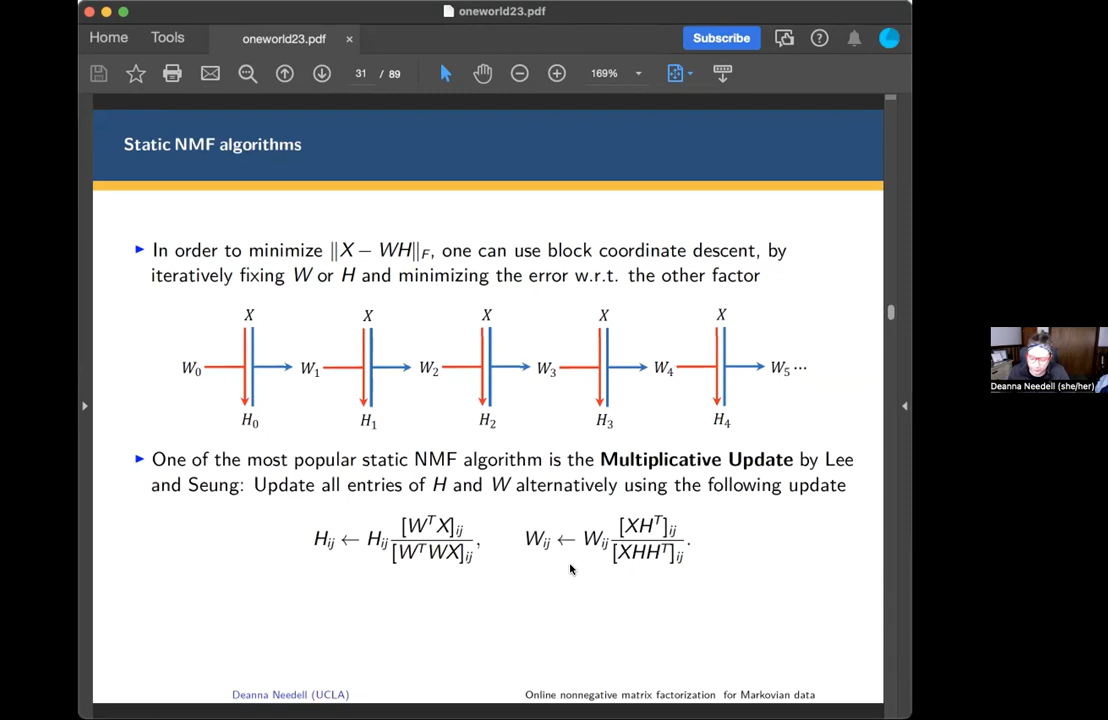 oneworld23.pdf
Home Tools oneworld23.pdf × Subscribe
31 / 89 169%
Static NMF algorithms
In order to minimize ‖X − WH‖F, one can use block coordinate descent, by
iteratively fixing W or H and minimizing the error w.r.t. the other factor
X X X X X
W₀ W₁ W₂ W₃ W₄ W₅ ···
H₀ H₁ H₂ H₃ H₄
One of the most popular static NMF algorithm is the Multiplicative Update by Lee
and Seung: Update all entries of H and W alternatively using the following update
Hij ← Hij [WᵀX]ij / [WᵀWX]ij, Wij ← Wij [XHᵀ]ij / [XHHᵀ]ij.
Deanna Needell (UCLA) Online nonnegative matrix factorization for Markovian data
Deanna Needell (she/her)